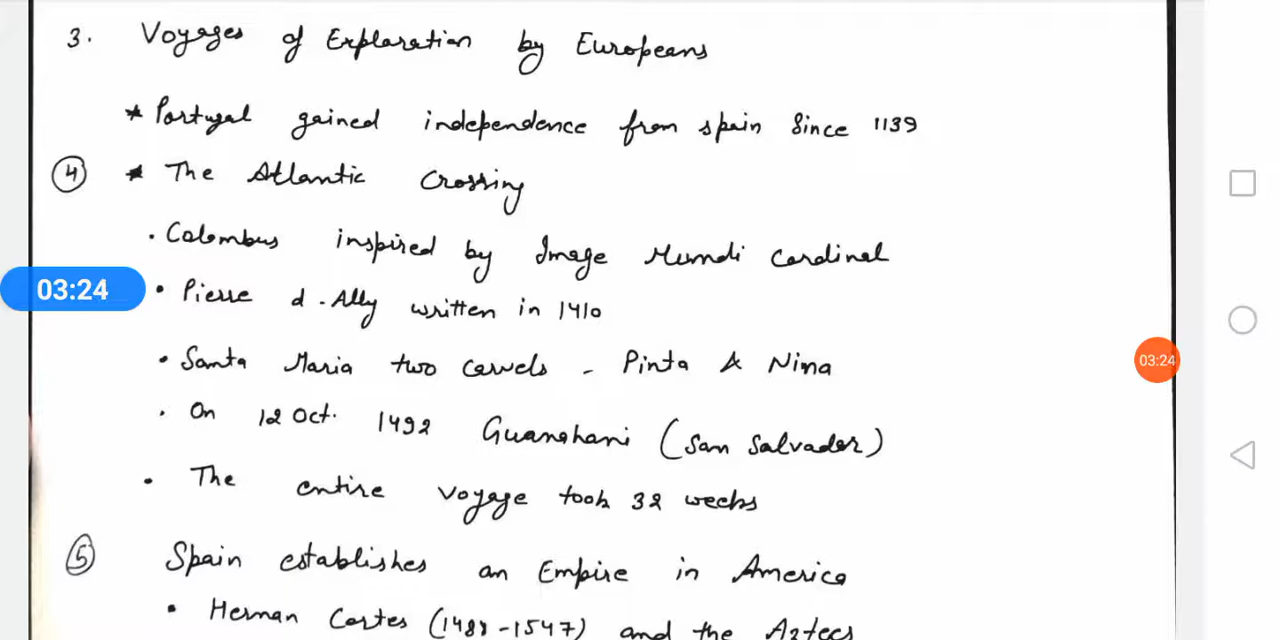 3. Voyages of Exploration by Europeans
* Portugal gained independence from spain Since 1139
④ * The Atlantic Crossing
• Colombus inspired by Image Mumdi Cardinal
03:24
• Pierre d-Ally written in 1410
03:24
• Santa Maria two carvels - Pinta & Nina
• On 12 Oct. 1492 Guanahani (San Salvador)
• The entire Voyage took 32 weeks
⑤ Spain establishes an Empire in America
• Herman Cortes (1488-1547) and the Aztecs